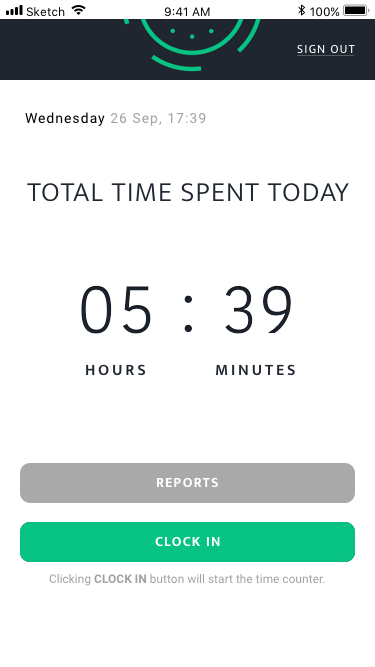 Sketch 9:41 AM 100%
SIGN OUT
Wednesday 26 Sep, 17:39
TOTAL TIME SPENT TODAY
05 : 39
HOURS MINUTES
REPORTS
CLOCK IN
Clicking CLOCK IN button will start the time counter.